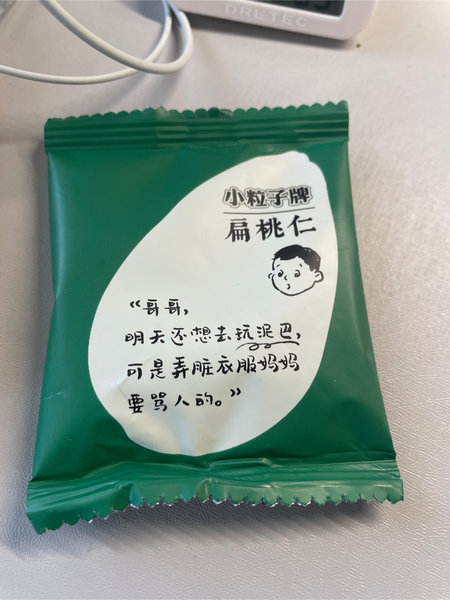 DRETEC
小粒子牌
扁桃仁
“哥哥,
明天还想去玩泥巴,
可是弄脏衣服妈妈
要骂人的。”